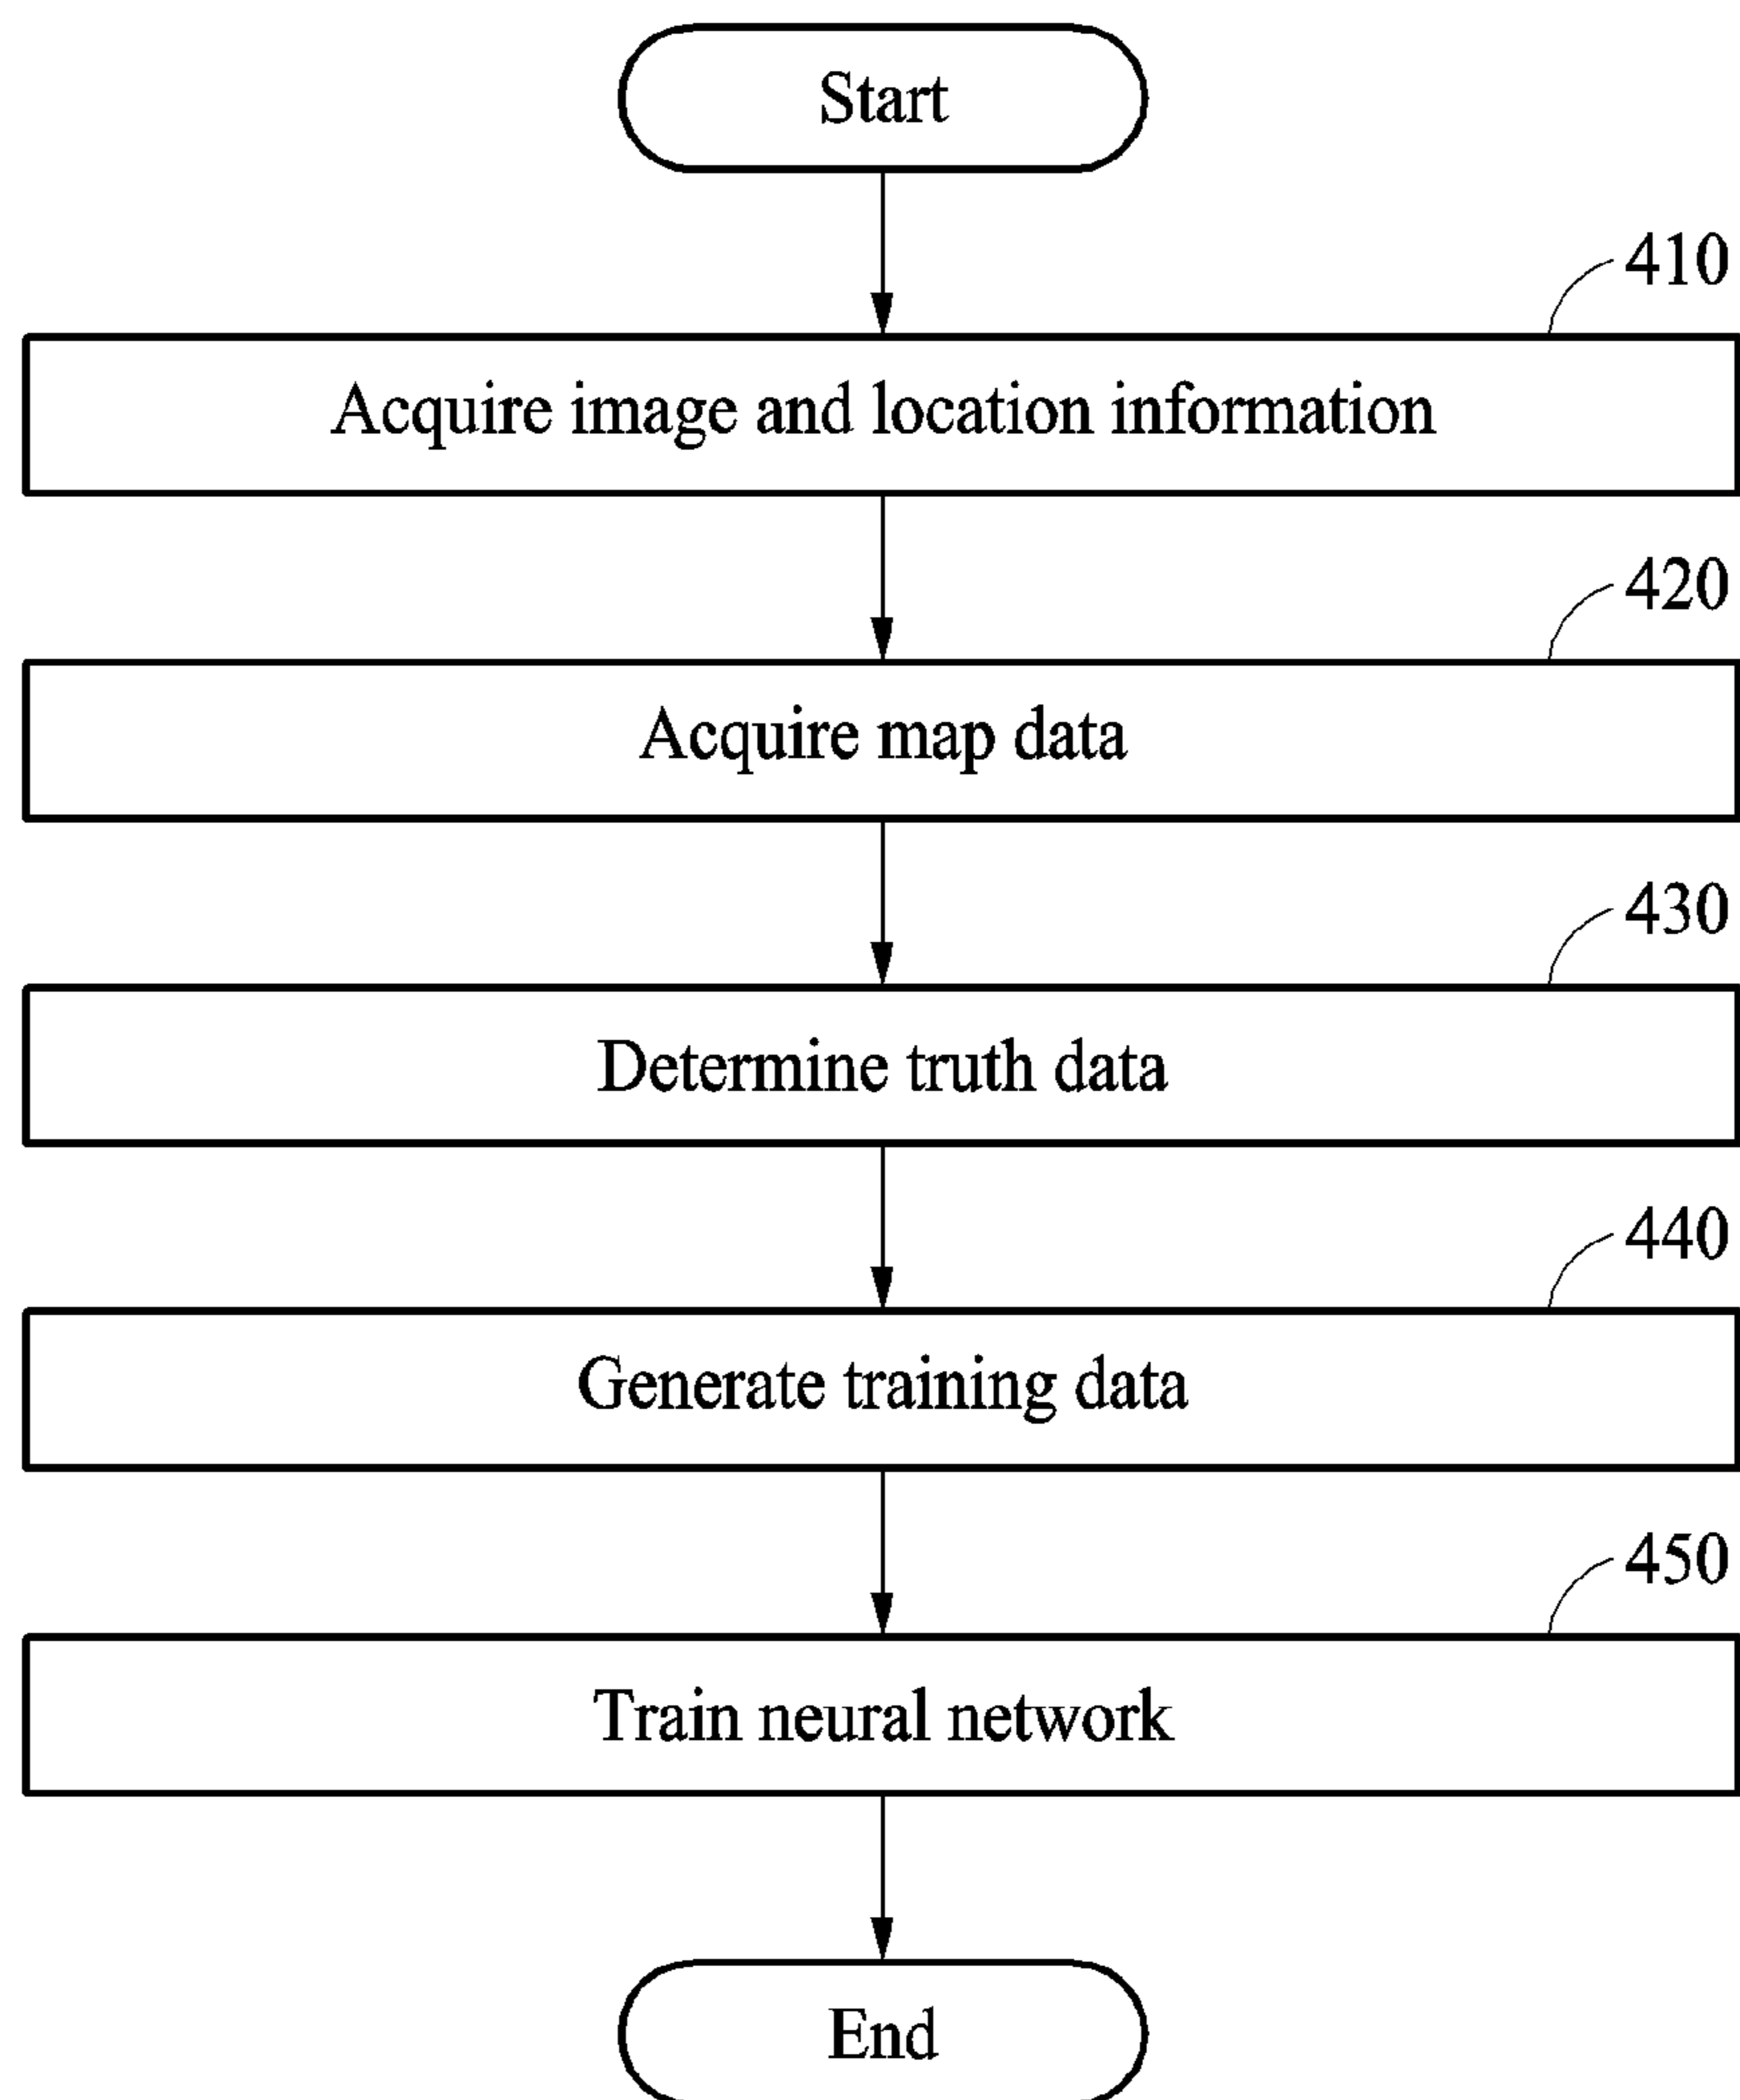 Start
410
Acquire image and location information
420
Acquire map data
430
Determine truth data
440
Generate training data
450
Train neural network
End